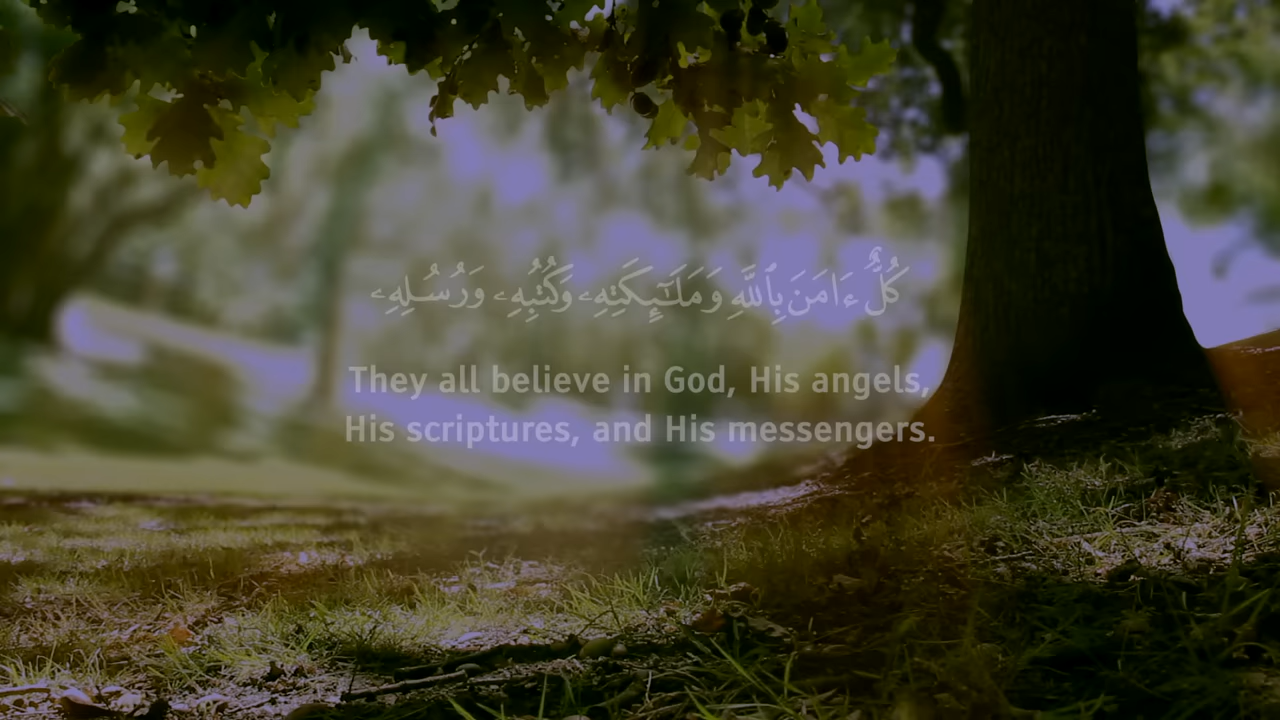 كُلٌّ ءَامَنَ بِٱللَّهِ وَمَلَـٰٓئِكَتِهِۦ وَكُتُبِهِۦ وَرُسُلِهِۦ
They all believe in God, His angels,
His scriptures, and His messengers.